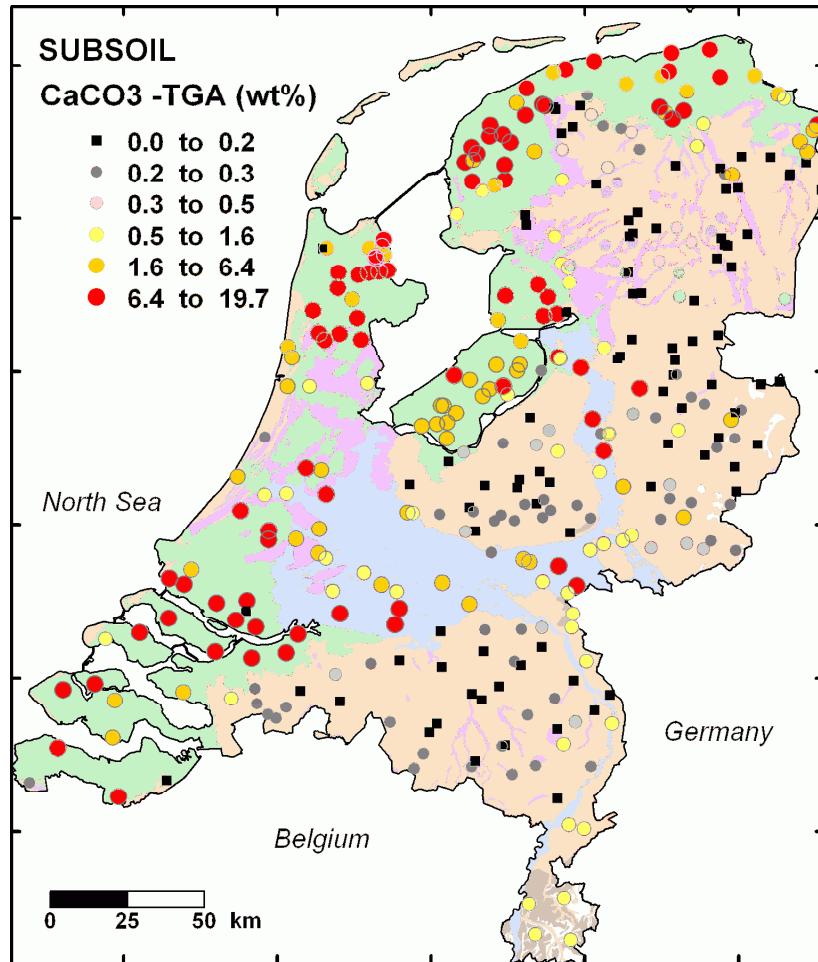 SUBSOIL
CaCO3 -TGA (wt%)
0.0 to 0.2
0.2 to 0.3
0.3 to 0.5
0.5 to 1.6
1.6 to 6.4
6.4 to 19.7
North Sea
Germany
Belgium
0 25 50 km